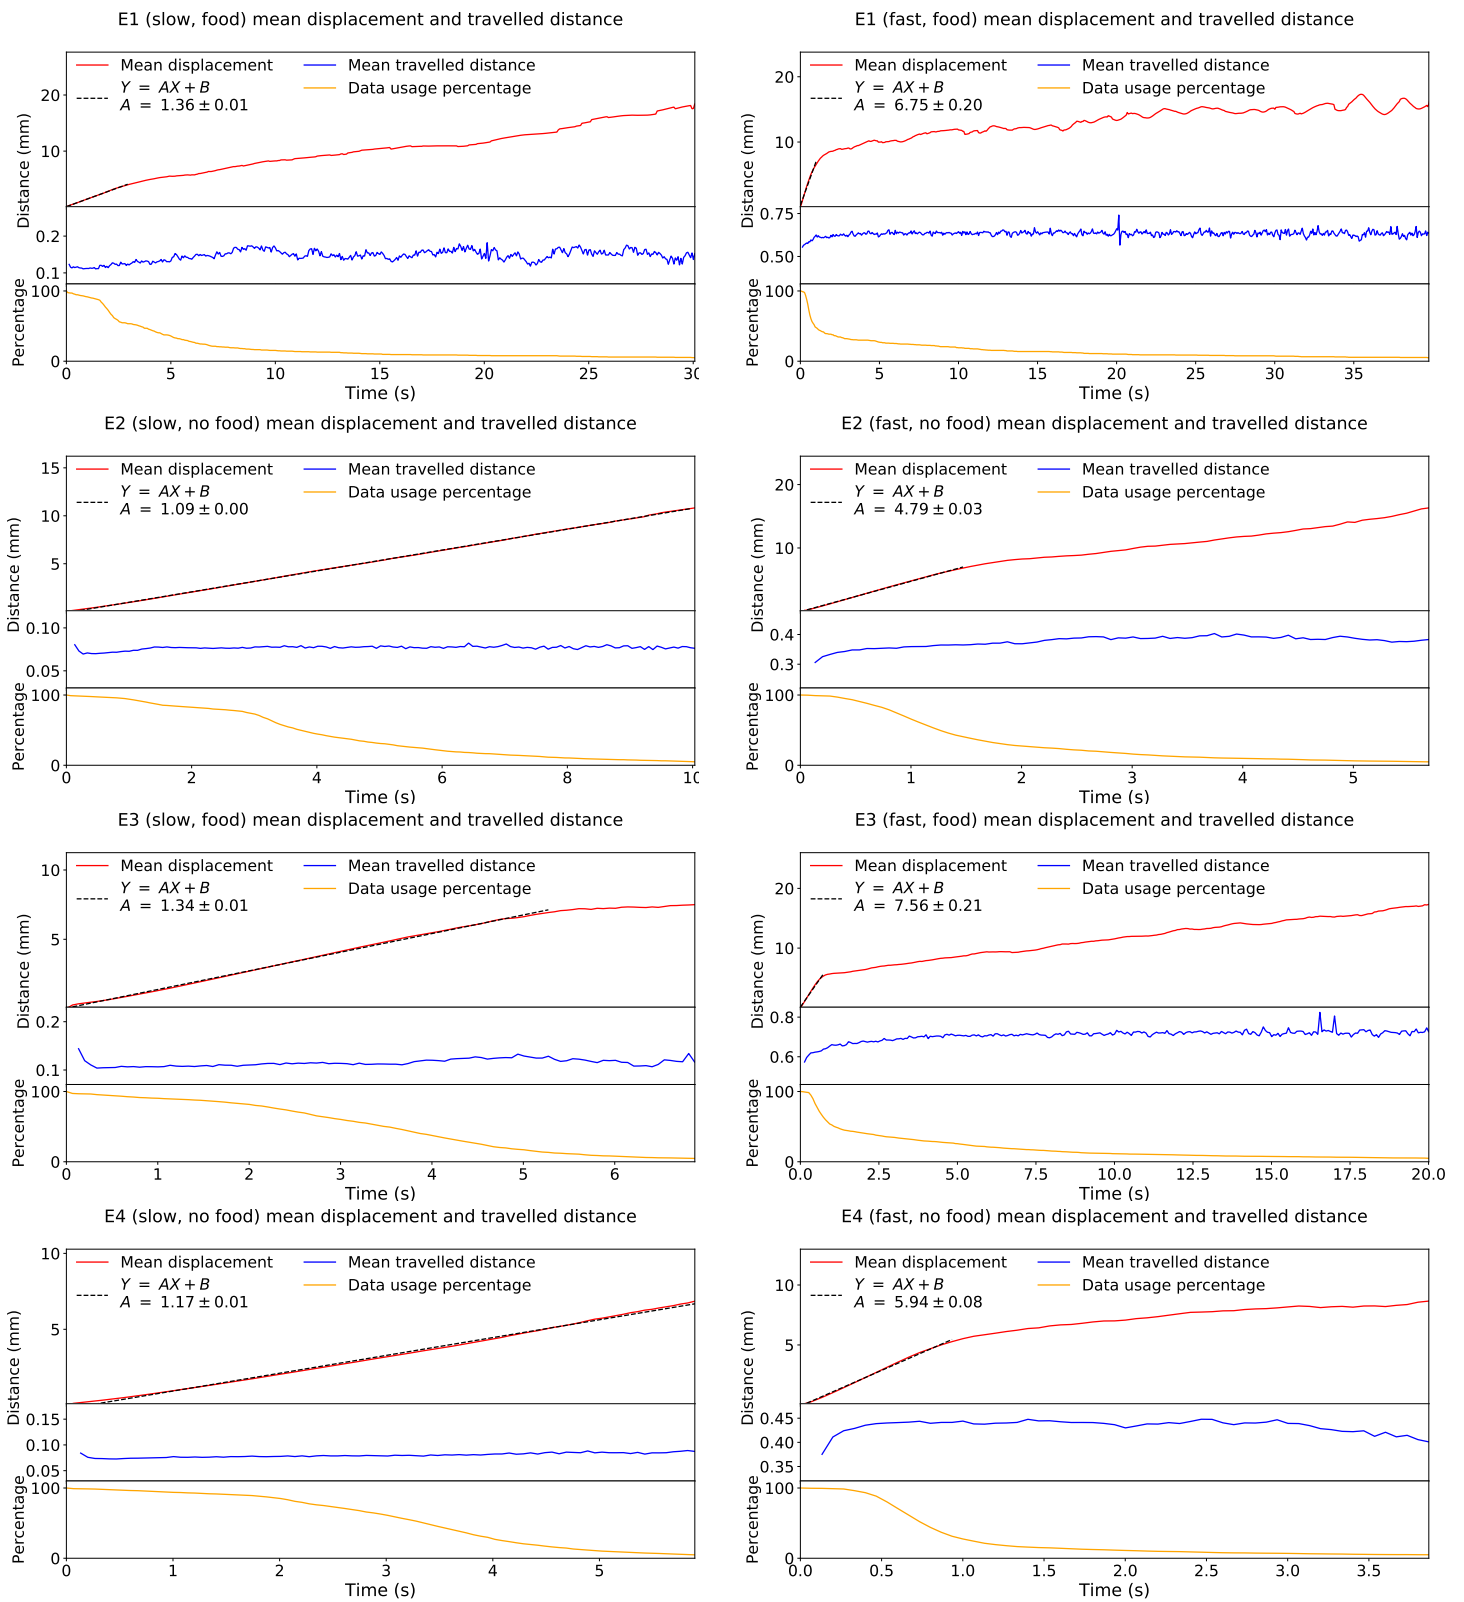 E1 (slow, food) mean displacement and travelled distance
Mean displacement
Mean travelled distance
Y = AX + B
A = 1.36 ± 0.01
Data usage percentage
Distance (mm)
20
10
0.2
0.1
Percentage
100
0
0 5 10 15 20 25
Time (s)
E1 (fast, food) mean displacement and travelled distance
Mean displacement
Mean travelled distance
Y = AX + B
A = 6.75 ± 0.20
Data usage percentage
Distance (mm)
20
10
0.75
0.50
Percentage
100
0
0 5 10 15 20 25 30 35
Time (s)
E2 (slow, no food) mean displacement and travelled distance
Mean displacement
Mean travelled distance
Y = AX + B
A = 1.09 ± 0.00
Data usage percentage
Distance (mm)
15
10
5
0.10
0.05
Percentage
100
0
0 2 4 6 8
Time (s)
E2 (fast, no food) mean displacement and travelled distance
Mean displacement
Mean travelled distance
Y = AX + B
A = 4.79 ± 0.03
Data usage percentage
Distance (mm)
20
10
0.4
0.3
Percentage
100
0
0 1 2 3 4 5
Time (s)
E3 (slow, food) mean displacement and travelled distance
Mean displacement
Mean travelled distance
Y = AX + B
A = 1.34 ± 0.01
Data usage percentage
Distance (mm)
10
5
0.2
0.1
Percentage
100
0
0 1 2 3 4 5 6
Time (s)
E3 (fast, food) mean displacement and travelled distance
Mean displacement
Mean travelled distance
Y = AX + B
A = 7.56 ± 0.21
Data usage percentage
Distance (mm)
20
10
0.8
0.6
Percentage
100
0
0.0 2.5 5.0 7.5 10.0 12.5 15.0 17.5 20.0
Time (s)
E4 (slow, no food) mean displacement and travelled distance
Mean displacement
Mean travelled distance
Y = AX + B
A = 1.17 ± 0.01
Data usage percentage
Distance (mm)
10
5
0.15
0.10
0.05
Percentage
100
0
0 1 2 3 4 5
Time (s)
E4 (fast, no food) mean displacement and travelled distance
Mean displacement
Mean travelled distance
Y = AX + B
A = 5.94 ± 0.08
Data usage percentage
Distance (mm)
10
5
0.45
0.40
0.35
Percentage
100
0
0.0 0.5 1.0 1.5 2.0 2.5 3.0 3.5
Time (s)